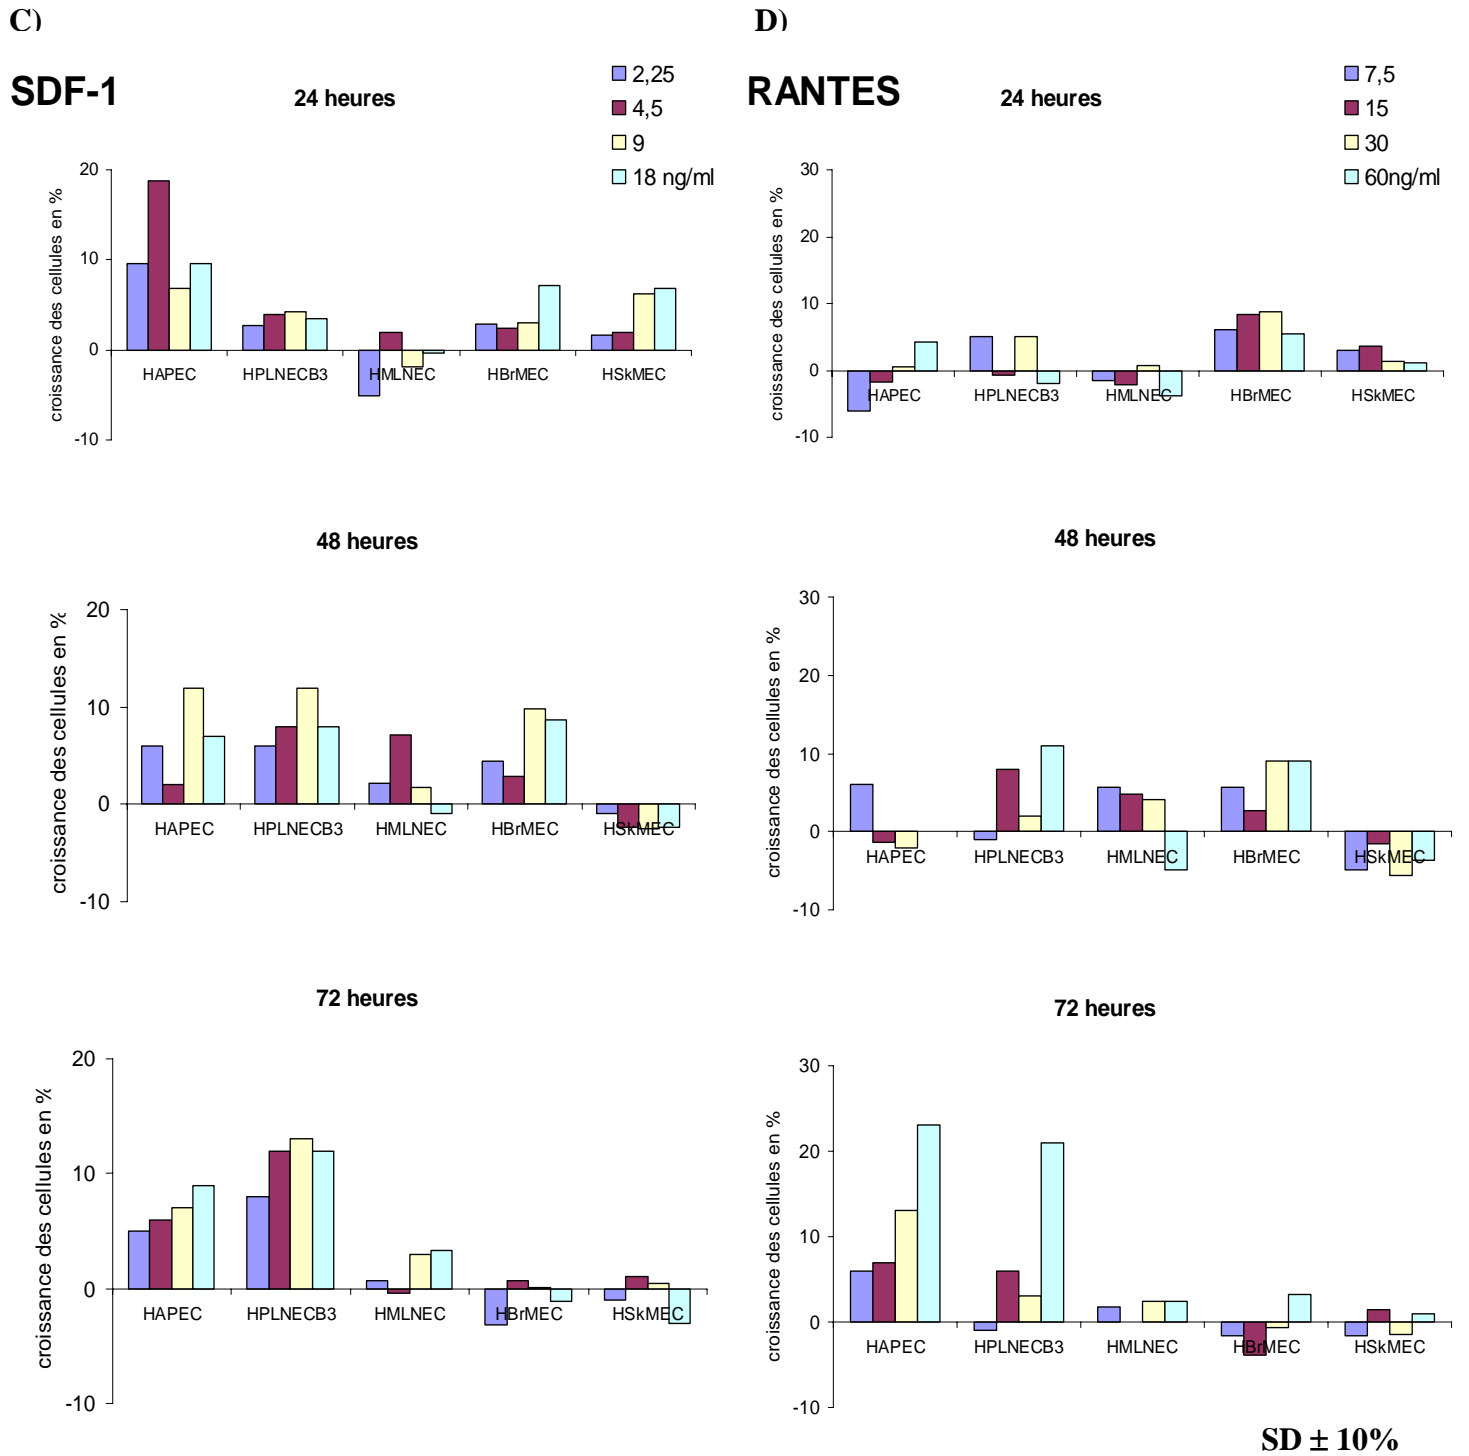 C)
SDF-1
24 heures
2,25
4,5
9
18 ng/ml
croissance des cellules en %
20
10
0
-10
HAPEC
HPLNECB3
HMLNEC
HBrMEC
HSkMEC
48 heures
croissance des cellules en %
20
10
0
-10
HAPEC
HPLNECB3
HMLNEC
HBrMEC
HSkMEC
72 heures
croissance des cellules en %
20
10
0
-10
HAPEC
HPLNECB3
HMLNEC
HBrMEC
HSkMEC
D)
RANTES
24 heures
7,5
15
30
60ng/ml
croissance des cellules en %
30
20
10
0
-10
HAPEC
HPLNECB3
HMLNEC
HBrMEC
HSkMEC
48 heures
croissance des cellules en %
30
20
10
0
-10
HAPEC
HPLNECB3
HMLNEC
HBrMEC
HSkMEC
72 heures
croissance des cellules en %
30
20
10
0
-10
HAPEC
HPLNECB3
HMLNEC
HBrMEC
HSkMEC
SD ± 10%